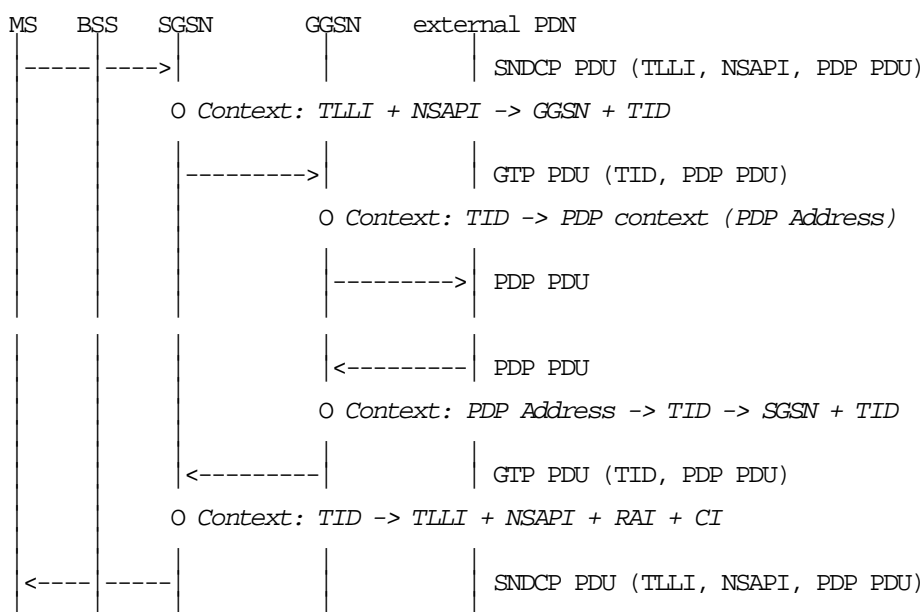 MS BSS SGSN GGSN external PDN
SNDCP PDU (TLLI, NSAPI, PDP PDU)
O Context: TLLI + NSAPI -> GGSN + TID
GTP PDU (TID, PDP PDU)
O Context: TID -> PDP context (PDP Address)
PDP PDU
PDP PDU
O Context: PDP Address -> TID -> SGSN + TID
GTP PDU (TID, PDP PDU)
O Context: TID -> TLLI + NSAPI + RAI + CI
SNDCP PDU (TLLI, NSAPI, PDP PDU)